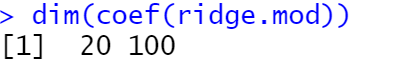 > dim(coef(ridge.mod))
[1]  20 100